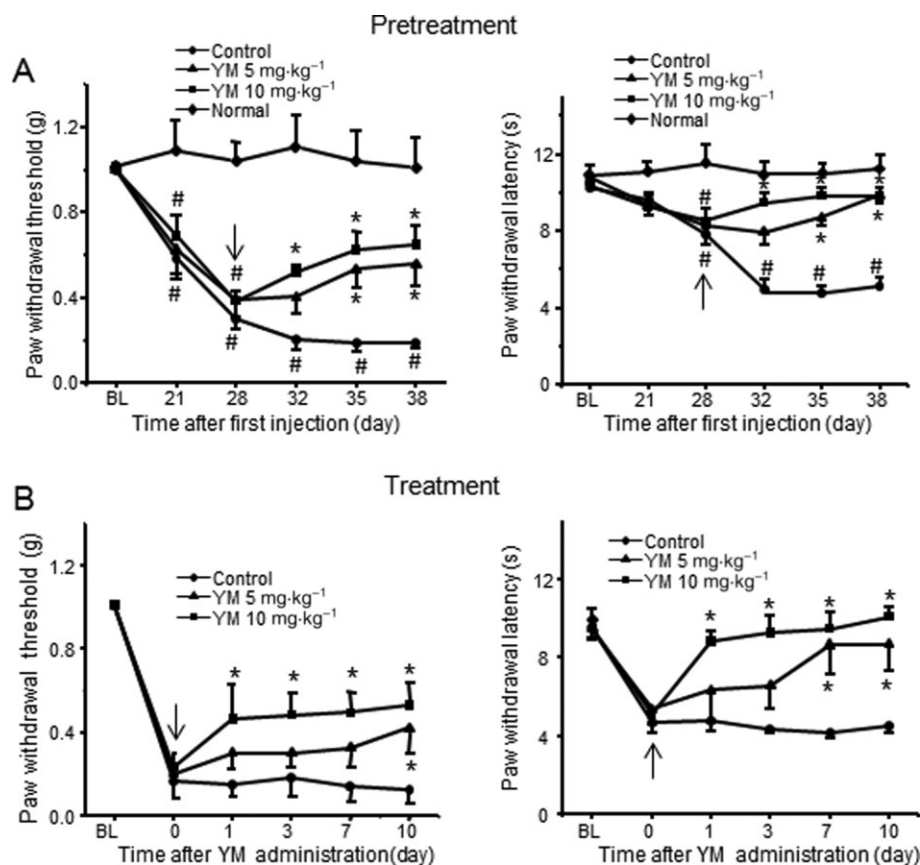 Pretreatment
A
Control
YM 5 mg·kg⁻¹
YM 10 mg·kg⁻¹
Normal
Paw withdrawal threshold (g)
1.2
0.8
0.4
0.0
#
#
#
#
*
#
*
*
#
*
*
#
BL 21 28 32 35 38
Time after first injection (day)
Control
YM 5 mg·kg⁻¹
YM 10 mg·kg⁻¹
Normal
Paw withdrawal latency (s)
12
8
4
0
#
#
*
#
*
*
#
*
*
#
BL 21 28 32 35 38
Time after first injection (day)
Treatment
B
Control
YM 5 mg·kg⁻¹
YM 10 mg·kg⁻¹
Paw withdrawal threshold (g)
1.2
0.8
0.4
0.0
* * * *
*
BL 0 1 3 7 10
Time after YM administration(day)
Control
YM 5 mg·kg⁻¹
YM 10 mg·kg⁻¹
Paw withdrawal latency (s)
12
8
4
0
* * * *
* *
BL 0 1 3 7 10
Time after YM administration (day)